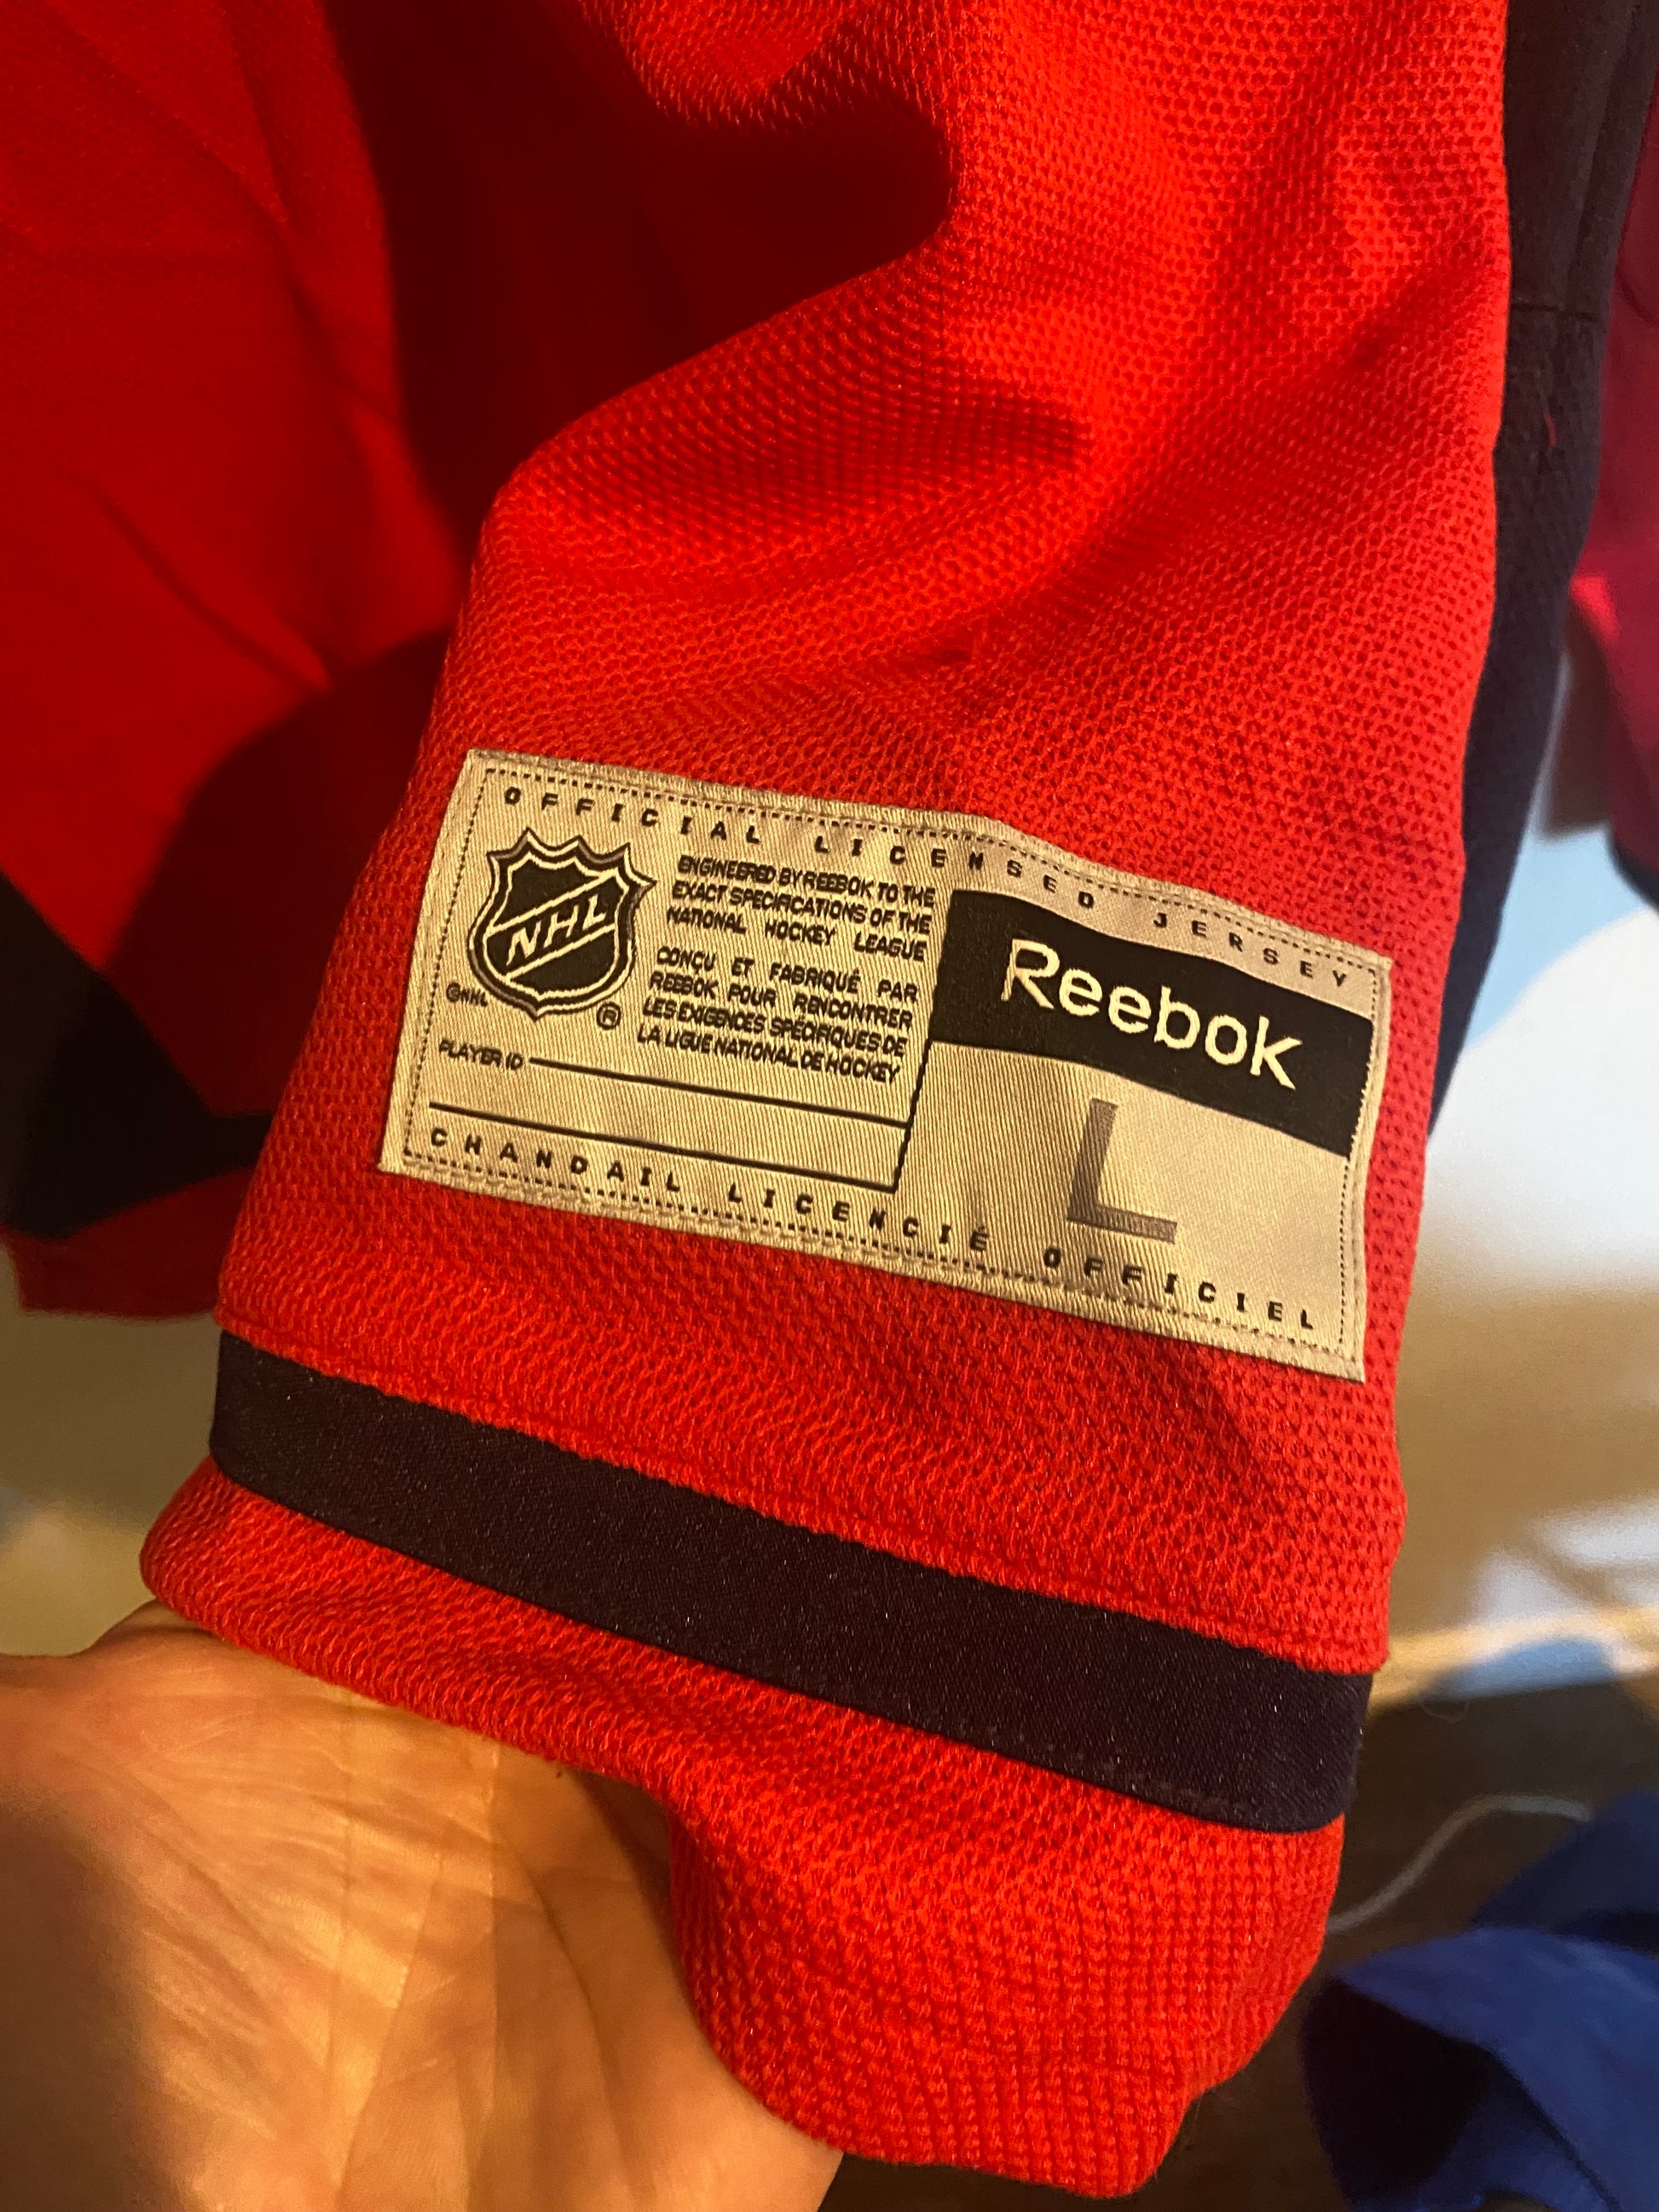 OFFICIAL LICENSED JERSEY
NHL
©NHL
®
ENGINEERED BY REEBOK TO THE
EXACT SPECIFICATIONS OF THE
NATIONAL HOCKEY LEAGUE
CONÇU ET FABRIQUÉ PAR
REEBOK POUR RENCONTRER
LES EXIGENCES SPÉCIFIQUES DE
LA LIGUE NATIONAL DE HOCKEY
PLAYER ID
Reebok
L
CHANDAIL LICENCIÉ OFFICIEL